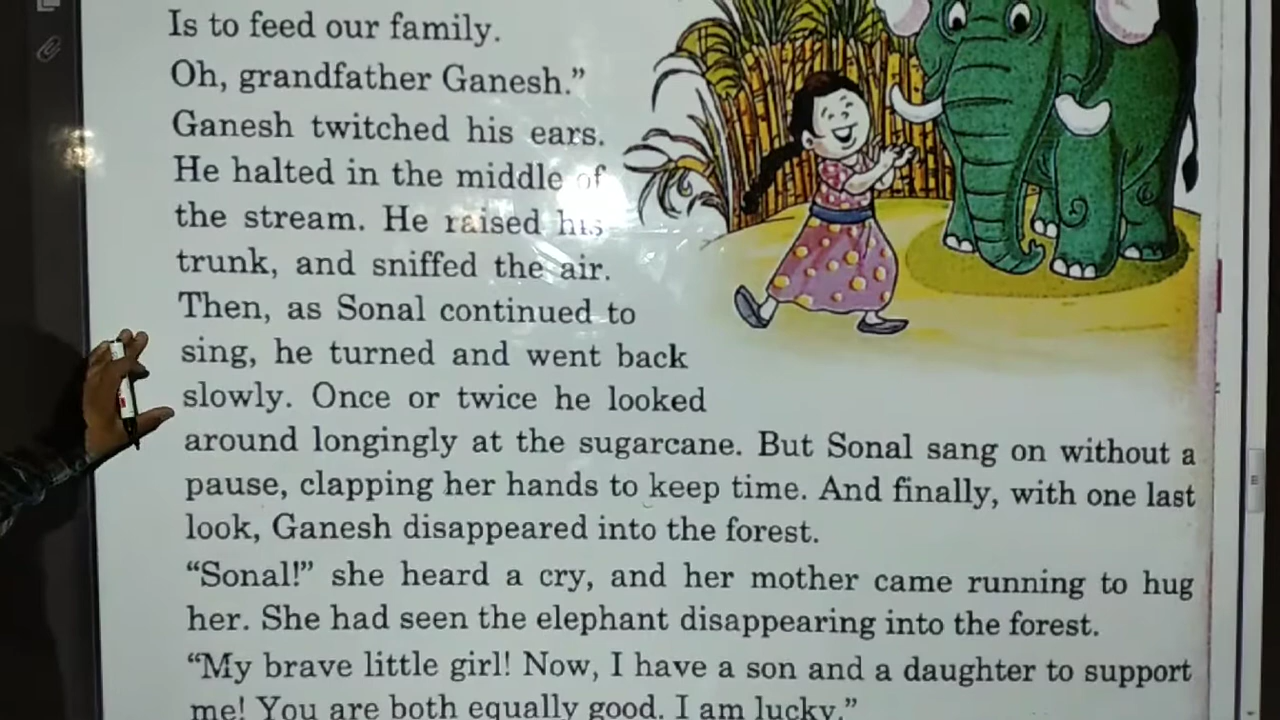 Is to feed our family.
Oh, grandfather Ganesh.”
Ganesh twitched his ears.
He halted in the middle of
the stream. He raised his
trunk, and sniffed the air.
Then, as Sonal continued to
sing, he turned and went back
slowly. Once or twice he looked
around longingly at the sugarcane. But Sonal sang on without a
pause, clapping her hands to keep time. And finally, with one last
look, Ganesh disappeared into the forest.
“Sonal!” she heard a cry, and her mother came running to hug
her. She had seen the elephant disappearing into the forest.
“My brave little girl! Now, I have a son and a daughter to support
me! You are both equally good. I am lucky.”